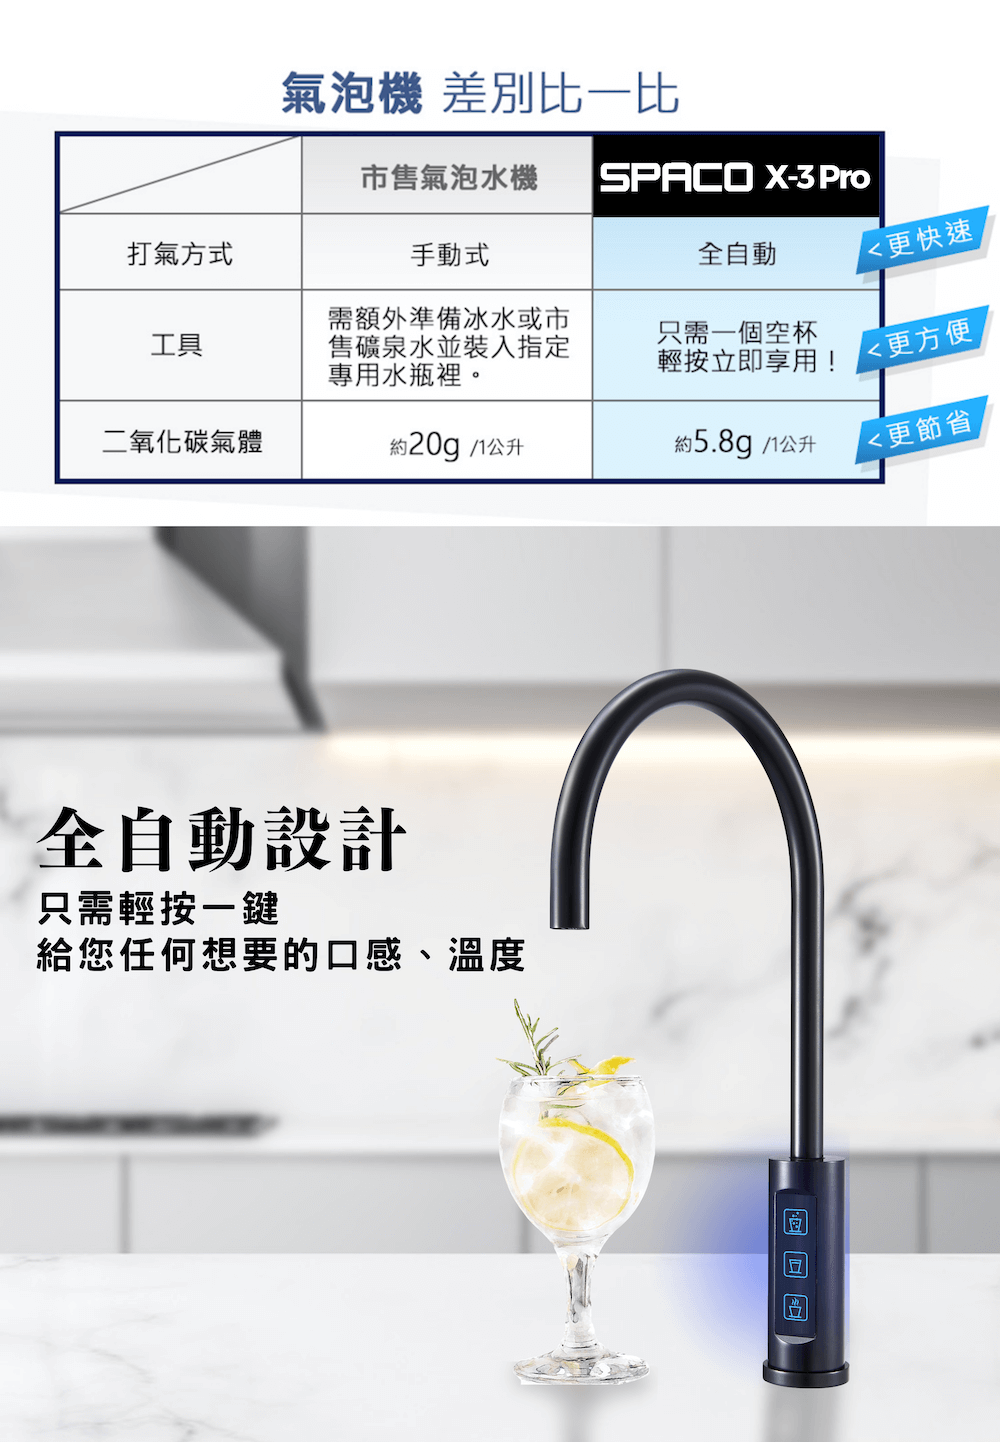 氣泡機 差別比一比
市售氣泡水機
SPACO X-3 Pro
打氣方式
手動式
全自動
<更快速
工具
需額外準備冰水或市
售礦泉水並裝入指定
專用水瓶裡。
只需一個空杯
輕按立即享用！
<更方便
二氧化碳氣體
約20g /1公升
約5.8g /1公升
<更節省
全自動設計
只需輕按一鍵
給您任何想要的口感、溫度